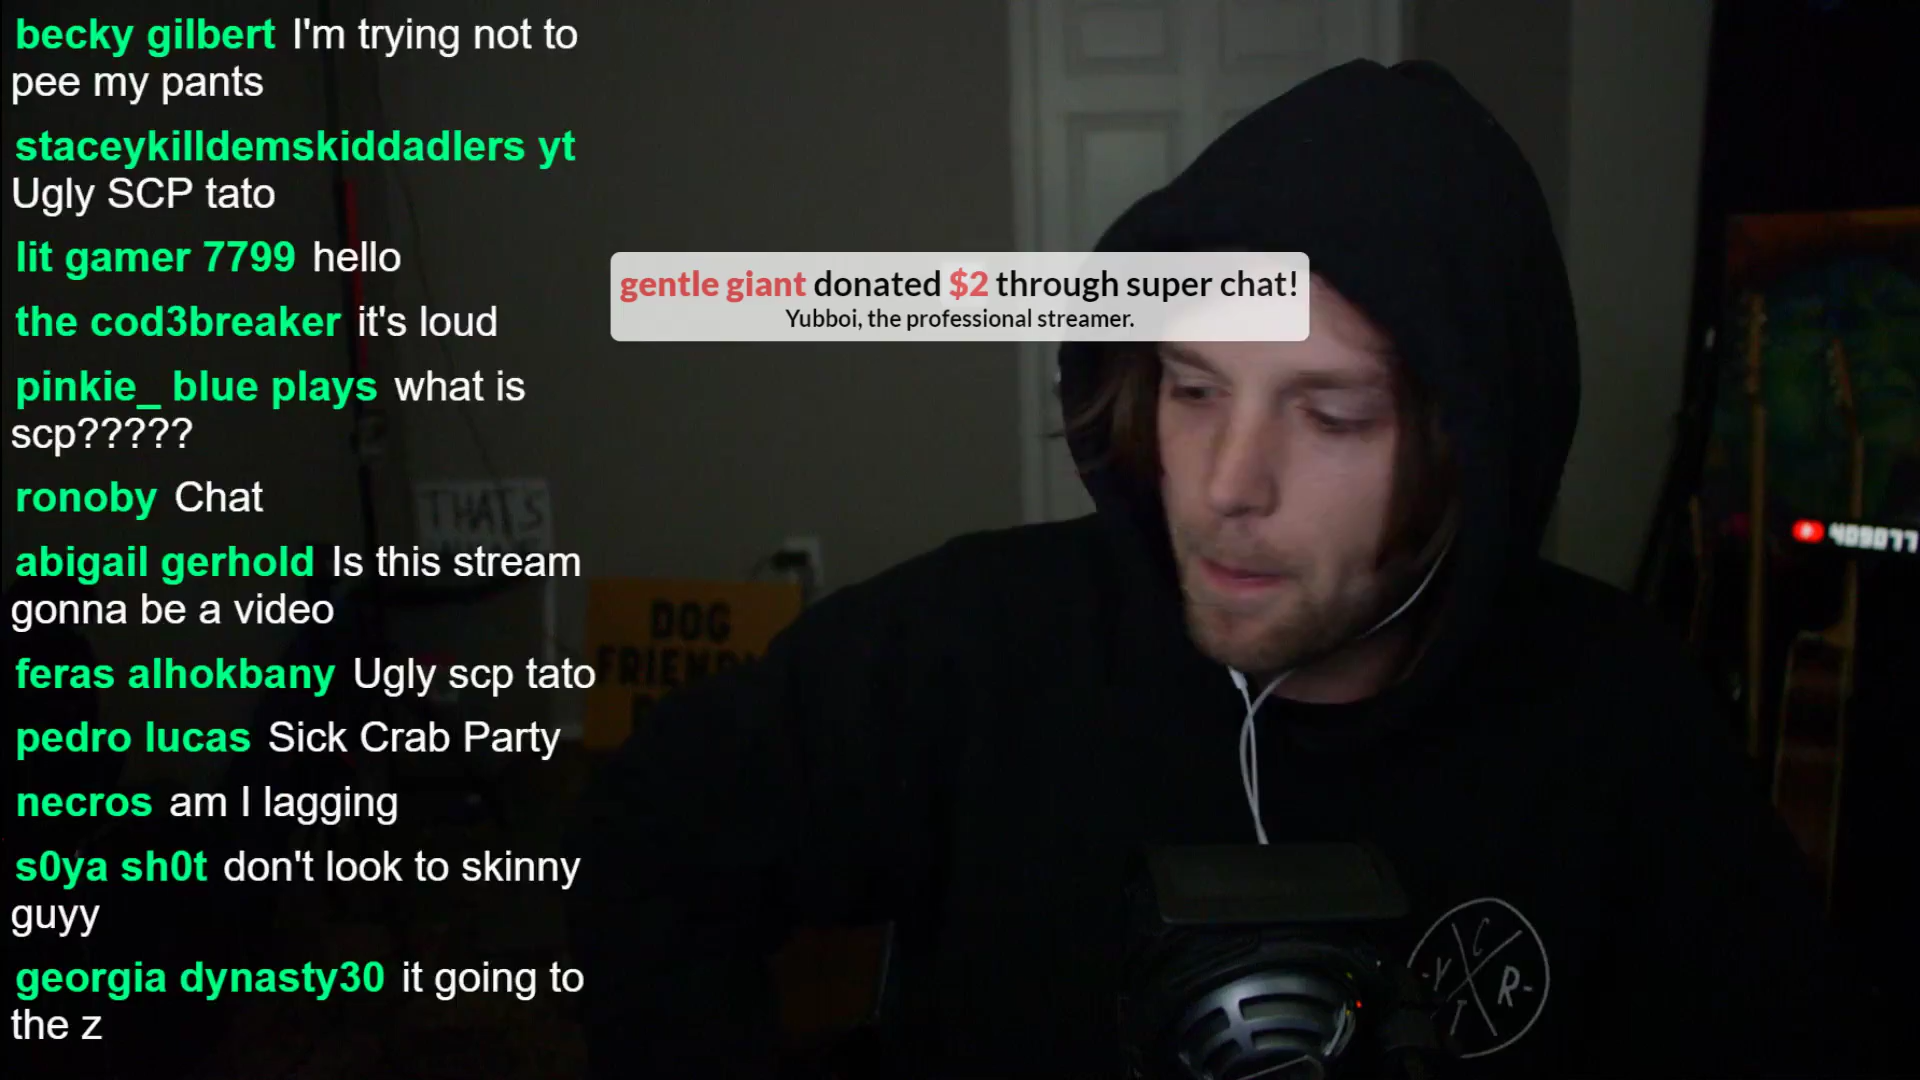 becky gilbert I'm trying not to
pee my pants
staceykilldemskiddadlers yt
Ugly SCP tato
lit gamer 7799 hello
the cod3breaker it's loud
pinkie_ blue plays what is
scp?????
ronoby Chat
abigail gerhold Is this stream
gonna be a video
feras alhokbany Ugly scp tato
pedro lucas Sick Crab Party
necros am I lagging
s0ya sh0t don't look to skinny
guyy
georgia dynasty30 it going to
the z
gentle giant donated $2 through super chat!
Yubboi, the professional streamer.
THAT'S
DOG
409077
Y C R T